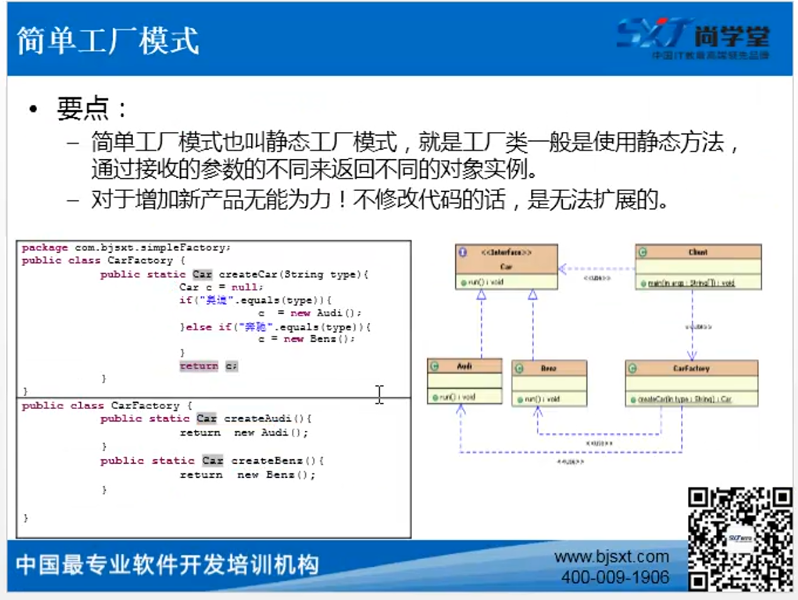 简单工厂模式
SXT 尚学堂
中国IT教育高端领先品牌
• 要点：
– 简单工厂模式也叫静态工厂模式，就是工厂类一般是使用静态方法，
通过接收的参数的不同来返回不同的对象实例。
– 对于增加新产品无能为力！不修改代码的话，是无法扩展的。
package com.bjsxt.simpleFactory;
public class CarFactory {
public static Car createCar(String type){
Car c = null;
if("奥迪".equals(type)){
c = new Audi();
}else if("奔驰".equals(type)){
c = new Benz();
}
return c;
}
}
public class CarFactory {
public static Car createAudi(){
return new Audi();
}
public static Car createBenz(){
return new Benz();
}
}
<<Interface>>
Car
run() : void
Client
main(in args : String[]) : void
<<use>>
<<use>>
Audi
run() : void
Benz
run() : void
CarFactory
createCar(in type : String) : Car
<<use>>
<<use>>
中国最专业软件开发培训机构
www.bjsxt.com
400-009-1906